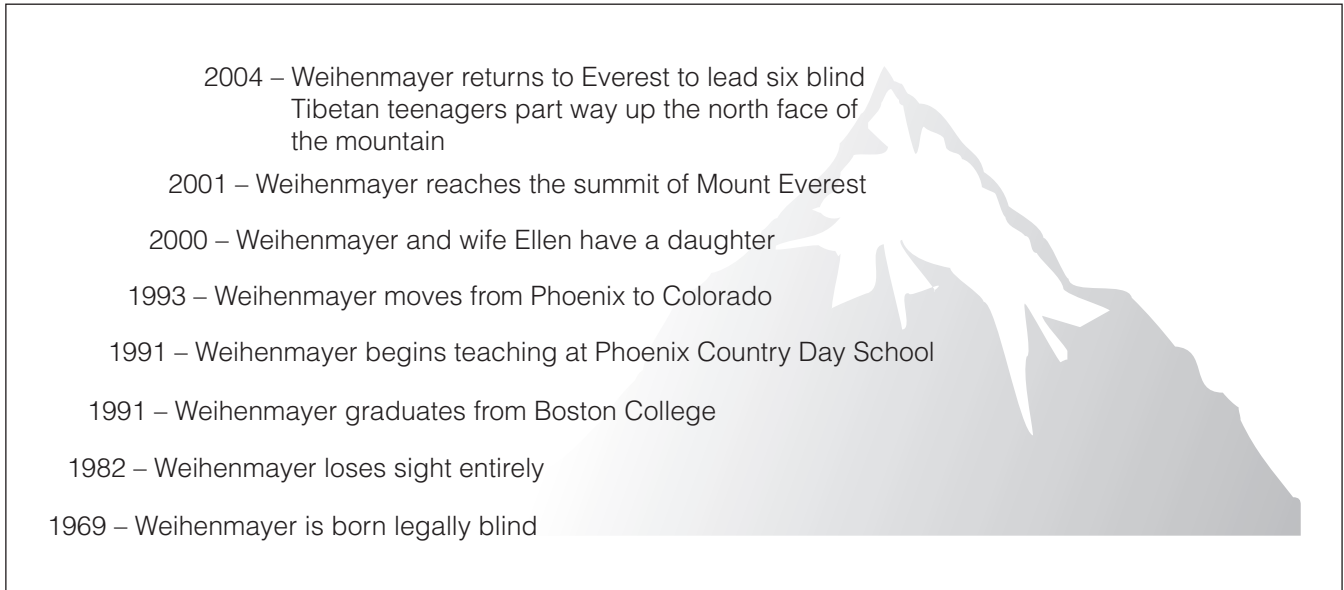 2004 – Weihenmayer returns to Everest to lead six blind
Tibetan teenagers part way up the north face of
the mountain
2001 – Weihenmayer reaches the summit of Mount Everest
2000 – Weihenmayer and wife Ellen have a daughter
1993 – Weihenmayer moves from Phoenix to Colorado
1991 – Weihenmayer begins teaching at Phoenix Country Day School
1991 – Weihenmayer graduates from Boston College
1982 – Weihenmayer loses sight entirely
1969 – Weihenmayer is born legally blind